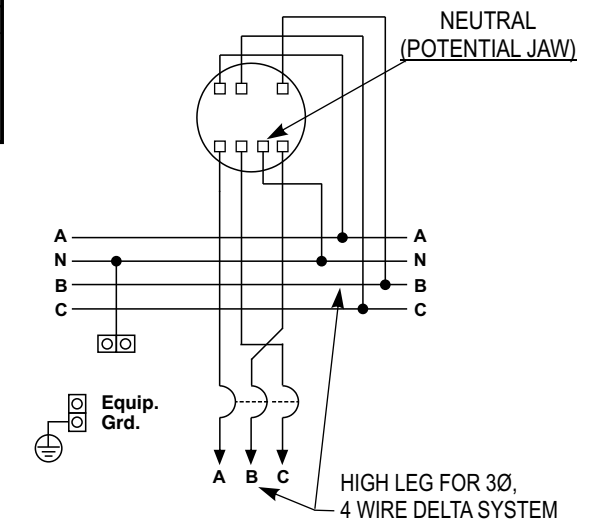 NEUTRAL
(POTENTIAL JAW)
A A
N N
B B
C C
Equip.
Grd.
A B C
HIGH LEG FOR 3Ø,
4 WIRE DELTA SYSTEM